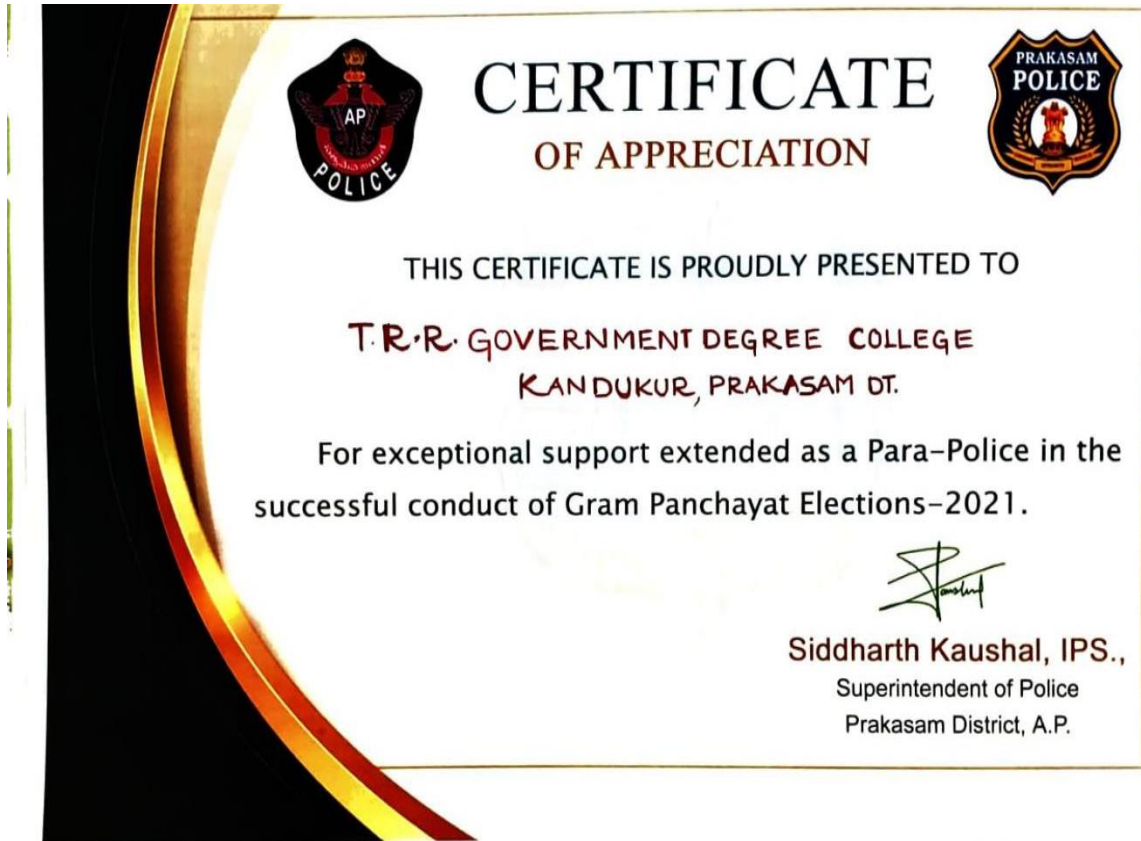 AP
POLICE
CERTIFICATE
OF APPRECIATION
PRAKASAM
POLICE
THIS CERTIFICATE IS PROUDLY PRESENTED TO
T.R.R. GOVERNMENT DEGREE COLLEGE
KANDUKUR, PRAKASAM DT.
For exceptional support extended as a Para-Police in the
successful conduct of Gram Panchayat Elections-2021.
Siddharth Kaushal, IPS.,
Superintendent of Police
Prakasam District, A.P.